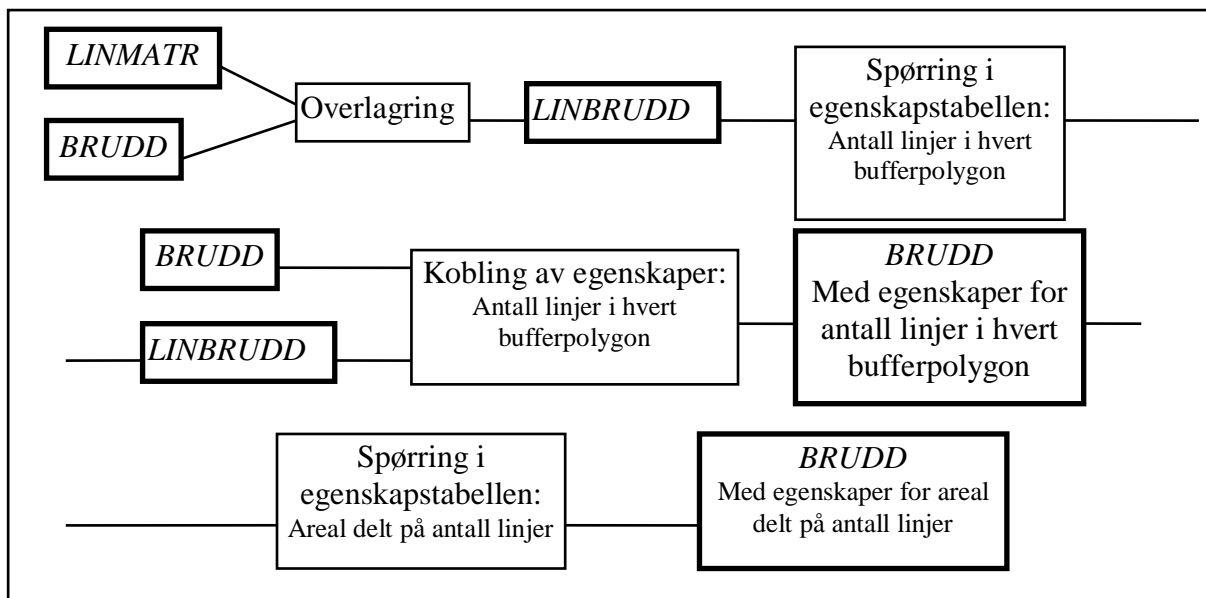 LINMATR
BRUDD
Overlagring
LINBRUDD
Spørring i
egenskapstabellen:
Antall linjer i hvert
bufferpolygon
BRUDD
LINBRUDD
Kobling av egenskaper:
Antall linjer i hvert
bufferpolygon
BRUDD
Med egenskaper for
antall linjer i hvert
bufferpolygon
Spørring i
egenskapstabellen:
Areal delt på antall linjer
BRUDD
Med egenskaper for areal
delt på antall linjer